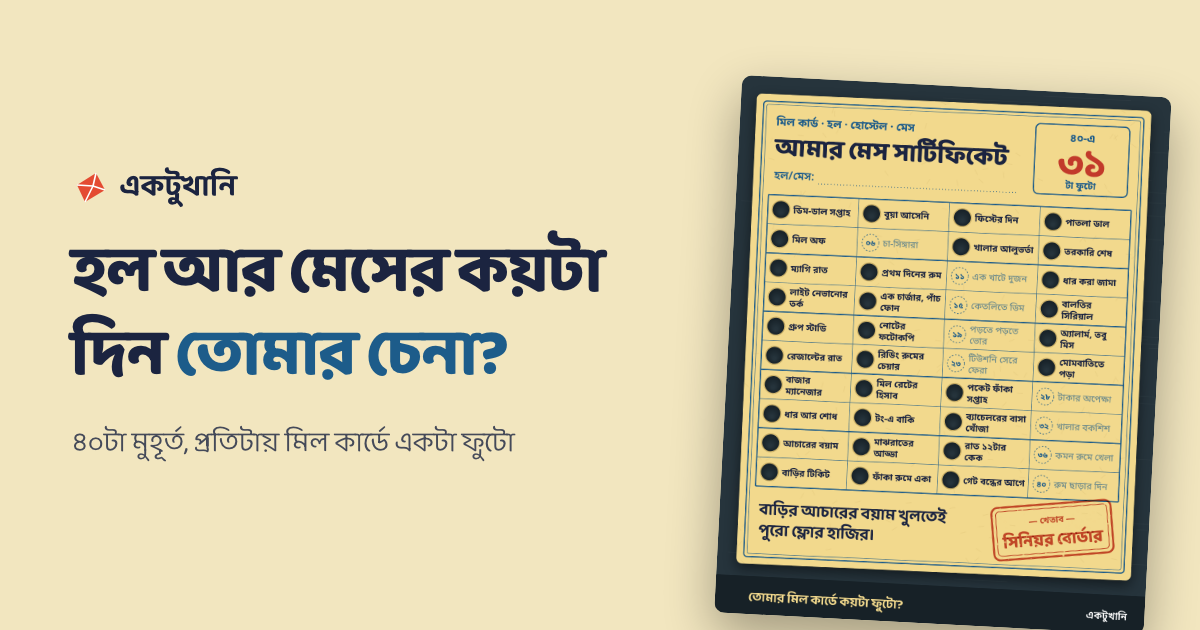 একটুখানি
হল আর মেসের কয়টা
দিন তোমার চেনা?
৪০টা মুহূর্ত, প্রতিটায় মিল কার্ডে একটা ফুটো
মিল কার্ড · হল · হোস্টেল · মেস
আমার মেস সার্টিফিকেট
হল/মেস:
৪০-এ
৩১
টা ফুটো
ডিম-ডাল সপ্তাহ
বুয়া আসেনি
ফিস্টের দিন
পাতলা ডাল
মিল অফ
০৬ চা-সিঙ্গারা
খালার আলুভর্তা
তরকারি শেষ
ম্যাগি রাত
প্রথম দিনের রুম
১১ এক খাটে দুজন
ধার করা জামা
লাইট নেভানোর
তর্ক
এক চার্জার, পাঁচ
ফোন
১৫ কেতলিতে ডিম
বালতির
সিরিয়াল
গ্রুপ স্টাডি
নোটের
ফটোকপি
১৯ পড়তে পড়তে
ভোর
অ্যালার্ম, তবু
মিস
রেজাল্টের রাত
রিডিং রুমের
চেয়ার
২৩ টিউশনি সেরে
ফেরা
মোমবাতিতে
পড়া
বাজার
ম্যানেজার
মিল রেটের
হিসাব
পকেট ফাঁকা
সপ্তাহ
২৮ টাকার অপেক্ষা
ধার আর শোধ
টং-এ বাকি
ব্যাচেলরের বাসা
খোঁজা
৩২ খালার বকশিশ
আচারের বয়াম
মাঝরাতের
আড্ডা
রাত ১২টার
কেক
৩৬ কমন রুমে খেলা
বাড়ির টিকিট
ফাঁকা রুমে একা
গেট বন্ধের আগে
৪০ রুম ছাড়ার দিন
বাড়ির আচারের বয়াম খুলতেই
পুরো ফ্লোর হাজির।
— খেতাব —
সিনিয়র বোর্ডার
তোমার মিল কার্ডে কয়টা ফুটো?
একটুখানি